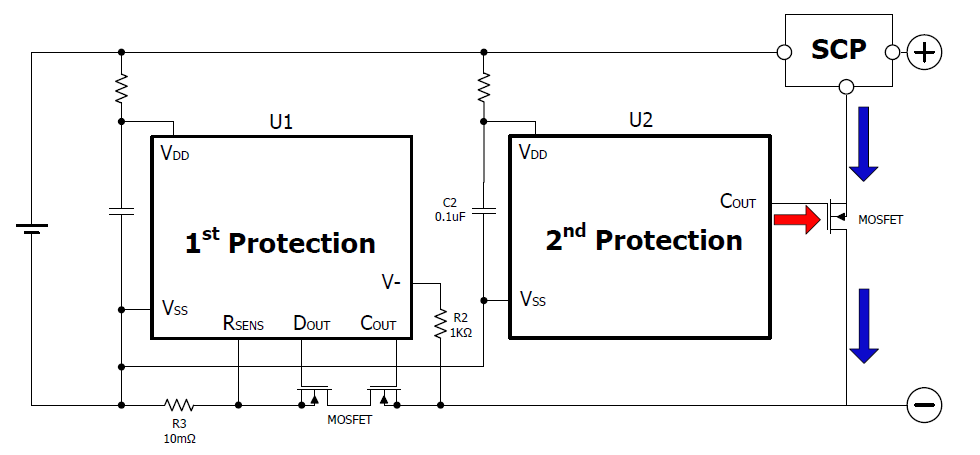 SCP
+
U1
U2
VDD
VDD
C2
0.1uF
COUT
MOSFET
1st Protection
2nd Protection
V-
VSS
VSS
RSENS
DOUT
COUT
R2
1KΩ
MOSFET
R3
10mΩ
−